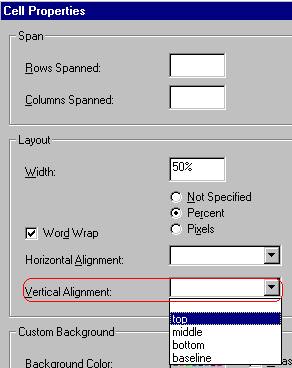 Cell Properties
Span
Rows Spanned:
Columns Spanned:
Layout
Width:
50%
Not Specified
Percent
Pixels
Word Wrap
Horizontal Alignment:
Vertical Alignment:
top
middle
bottom
baseline
Custom Background
Background Color: